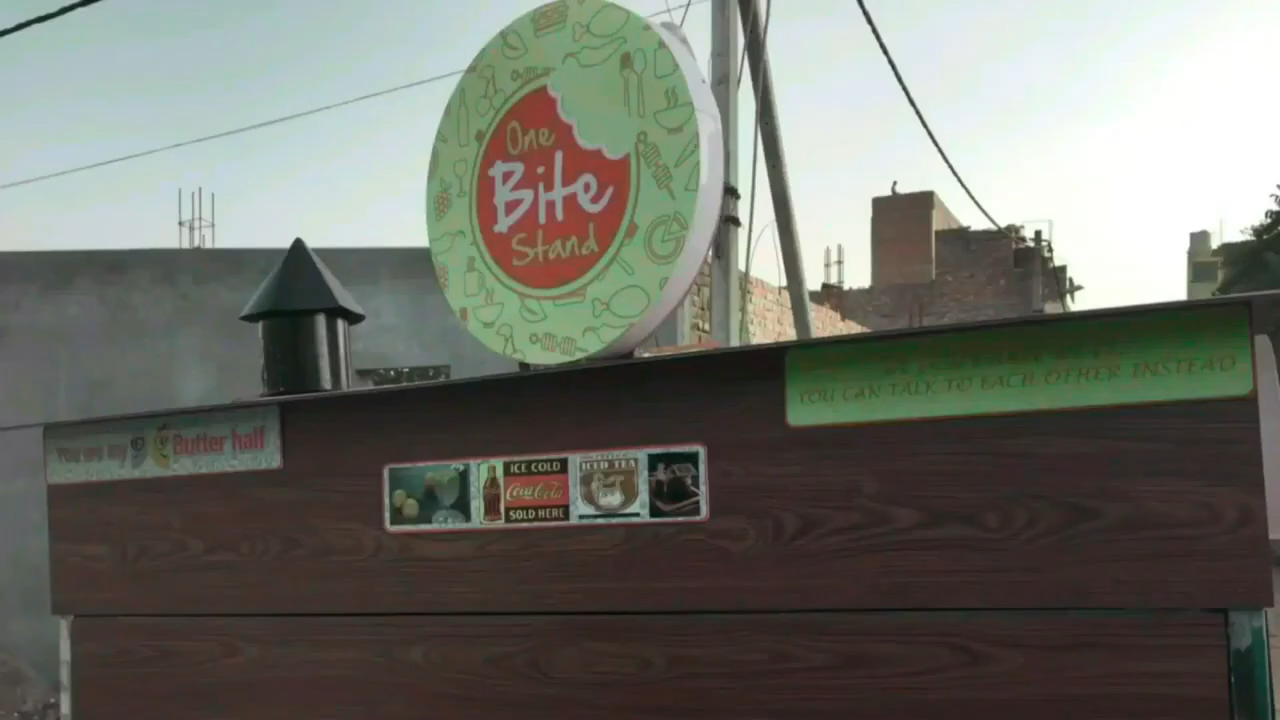 One
Bite
Stand
You are my Butter half
ICE COLD
Coca-Cola
SOLD HERE
ICED TEA
YOU CAN TALK TO EACH OTHER INSTEAD